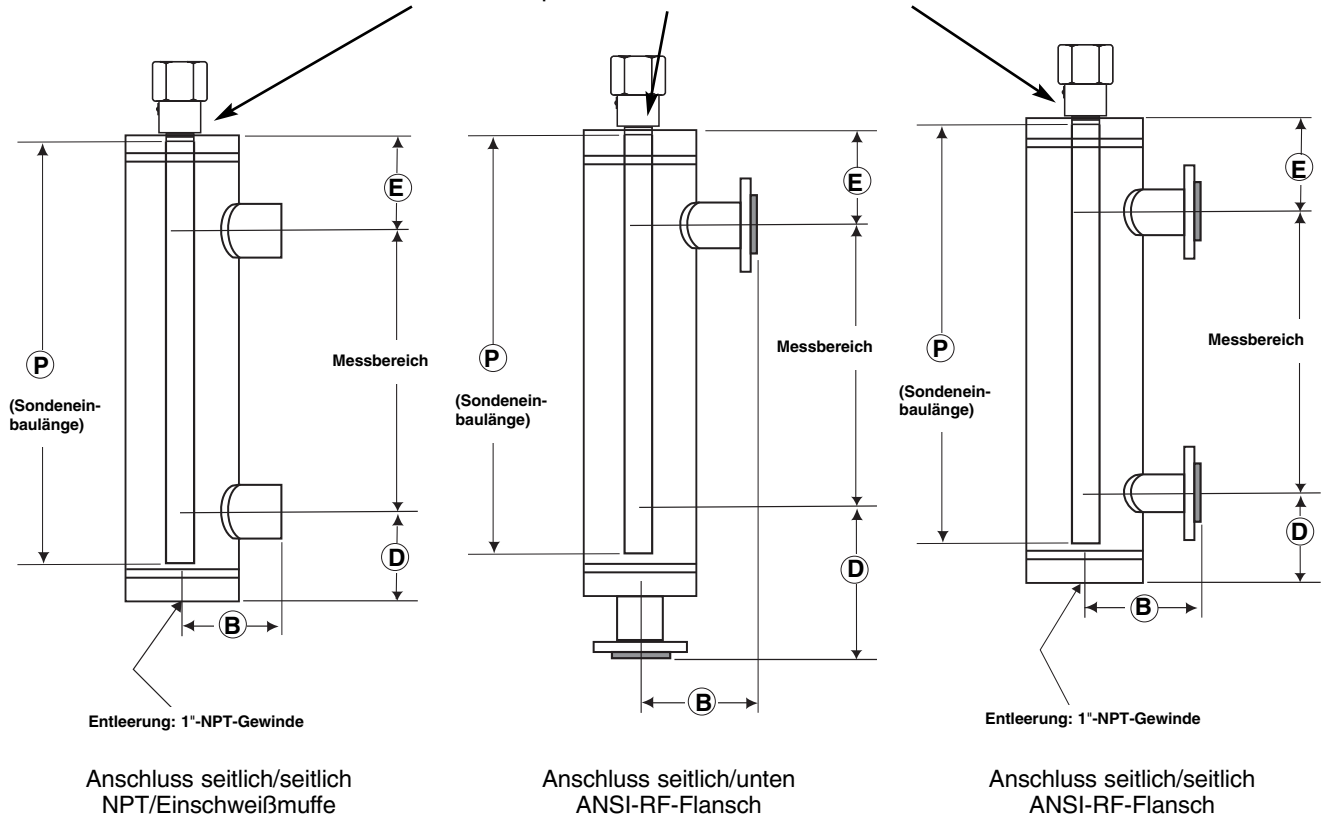 E
P
(Sondenein-
baulänge)
Messbereich
D
B
Entleerung: 1"-NPT-Gewinde
Anschluss seitlich/seitlich
NPT/Einschweißmuffe
E
P
(Sondenein-
baulänge)
Messbereich
D
B
Anschluss seitlich/unten
ANSI-RF-Flansch
E
P
(Sondenein-
baulänge)
Messbereich
D
B
Entleerung: 1"-NPT-Gewinde
Anschluss seitlich/seitlich
ANSI-RF-Flansch